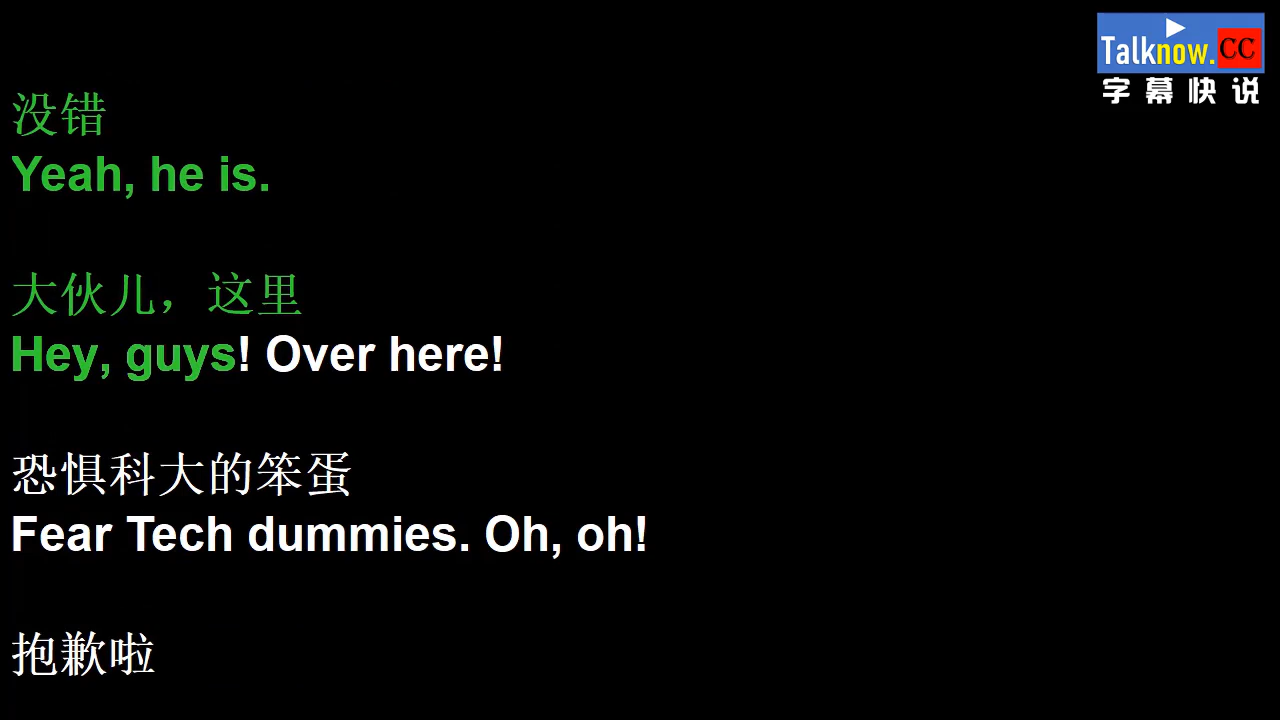 Talknow.CC
字幕快说
没错
Yeah, he is.
大伙儿，这里
Hey, guys! Over here!
恐惧科大的笨蛋
Fear Tech dummies. Oh, oh!
抱歉啦